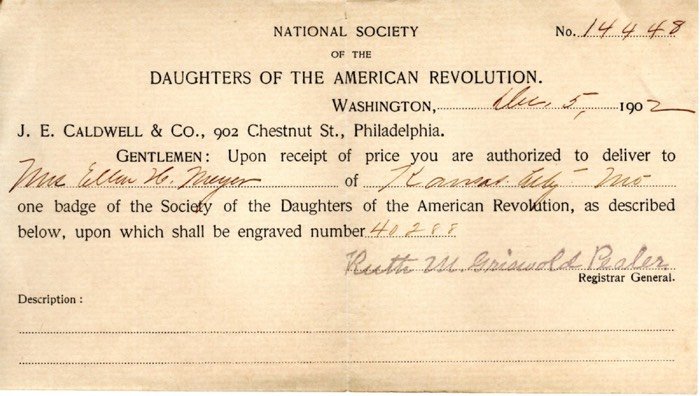 NATIONAL SOCIETY No. 14448
OF THE
DAUGHTERS OF THE AMERICAN REVOLUTION.
WASHINGTON, Dec. 5, 1902
J. E. CALDWELL & CO., 902 Chestnut St., Philadelphia.
GENTLEMEN: Upon receipt of price you are authorized to deliver to
Mrs Ellen H. Meyer of Kansas City Mo
one badge of the Society of the Daughters of the American Revolution, as described
below, upon which shall be engraved number 40288
Ruth M. Griswold Pealer
Registrar General.
Description: